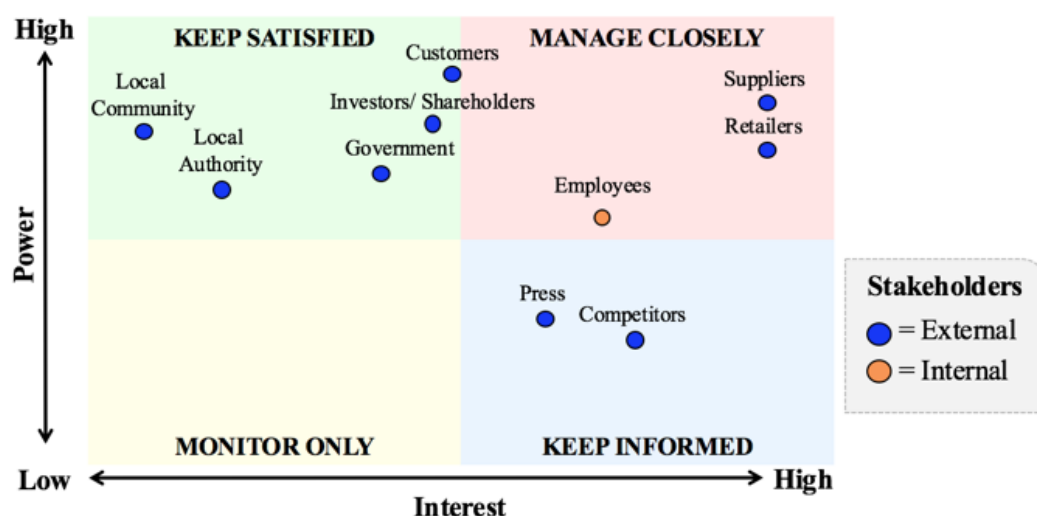 High
KEEP SATISFIED
MANAGE CLOSELY
Customers
Local
Community
Investors/ Shareholders
Suppliers
Local
Authority
Government
Retailers
Employees
Power
Press
Competitors
Stakeholders
= External
= Internal
MONITOR ONLY
KEEP INFORMED
Low
High
Interest